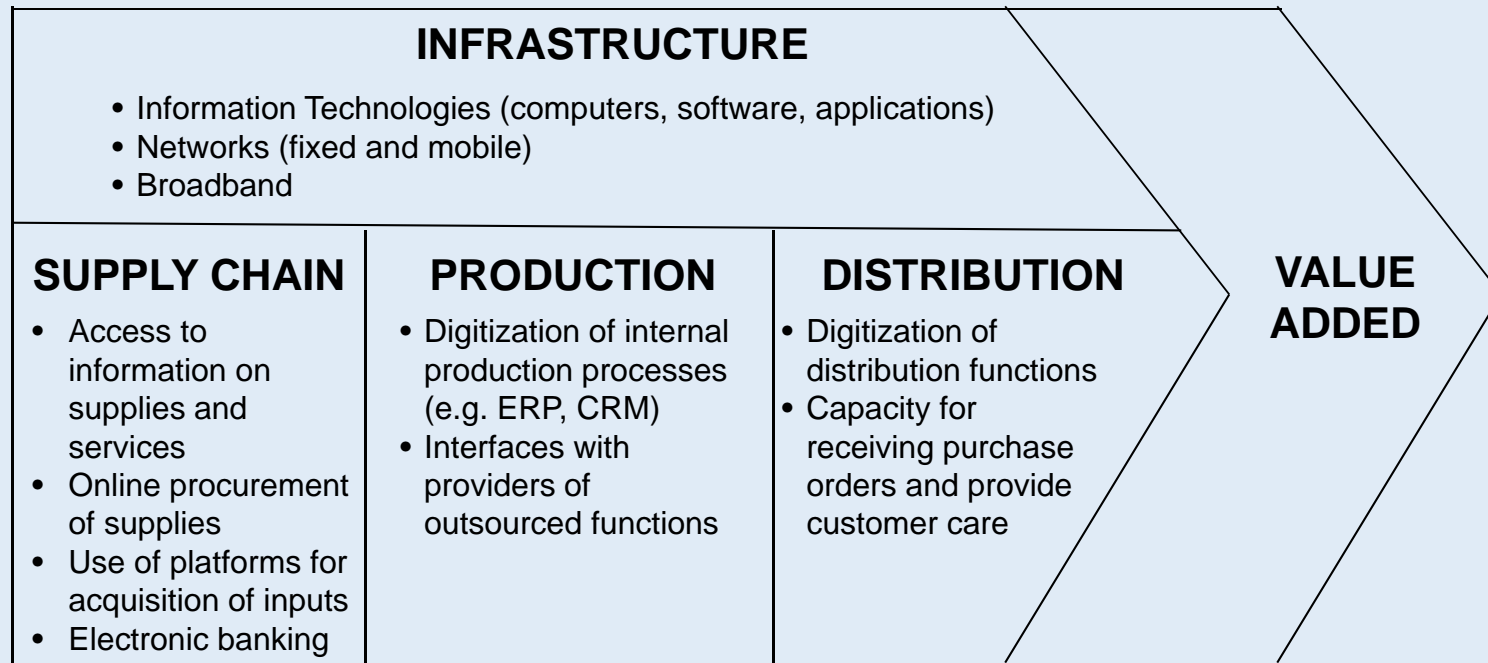 INFRASTRUCTURE
• Information Technologies (computers, software, applications)
• Networks (fixed and mobile)
• Broadband
SUPPLY CHAIN
• Access to
information on
supplies and
services
• Online procurement
of supplies
• Use of platforms for
acquisition of inputs
• Electronic banking
PRODUCTION
• Digitization of internal
production processes
(e.g. ERP, CRM)
• Interfaces with
providers of
outsourced functions
DISTRIBUTION
• Digitization of
distribution functions
• Capacity for
receiving purchase
orders and provide
customer care
VALUE
ADDED